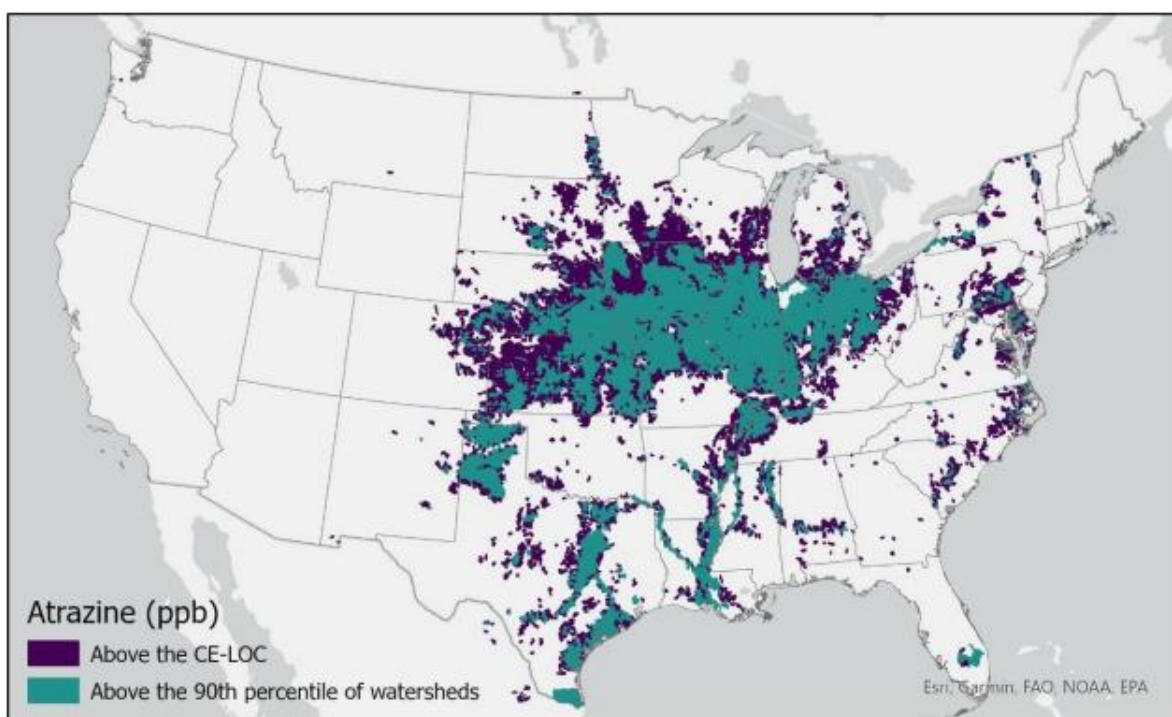 Atrazine (ppb)
Above the CE-LOC
Above the 90th percentile of watersheds
Esri, Garmin, FAO, NOAA, EPA